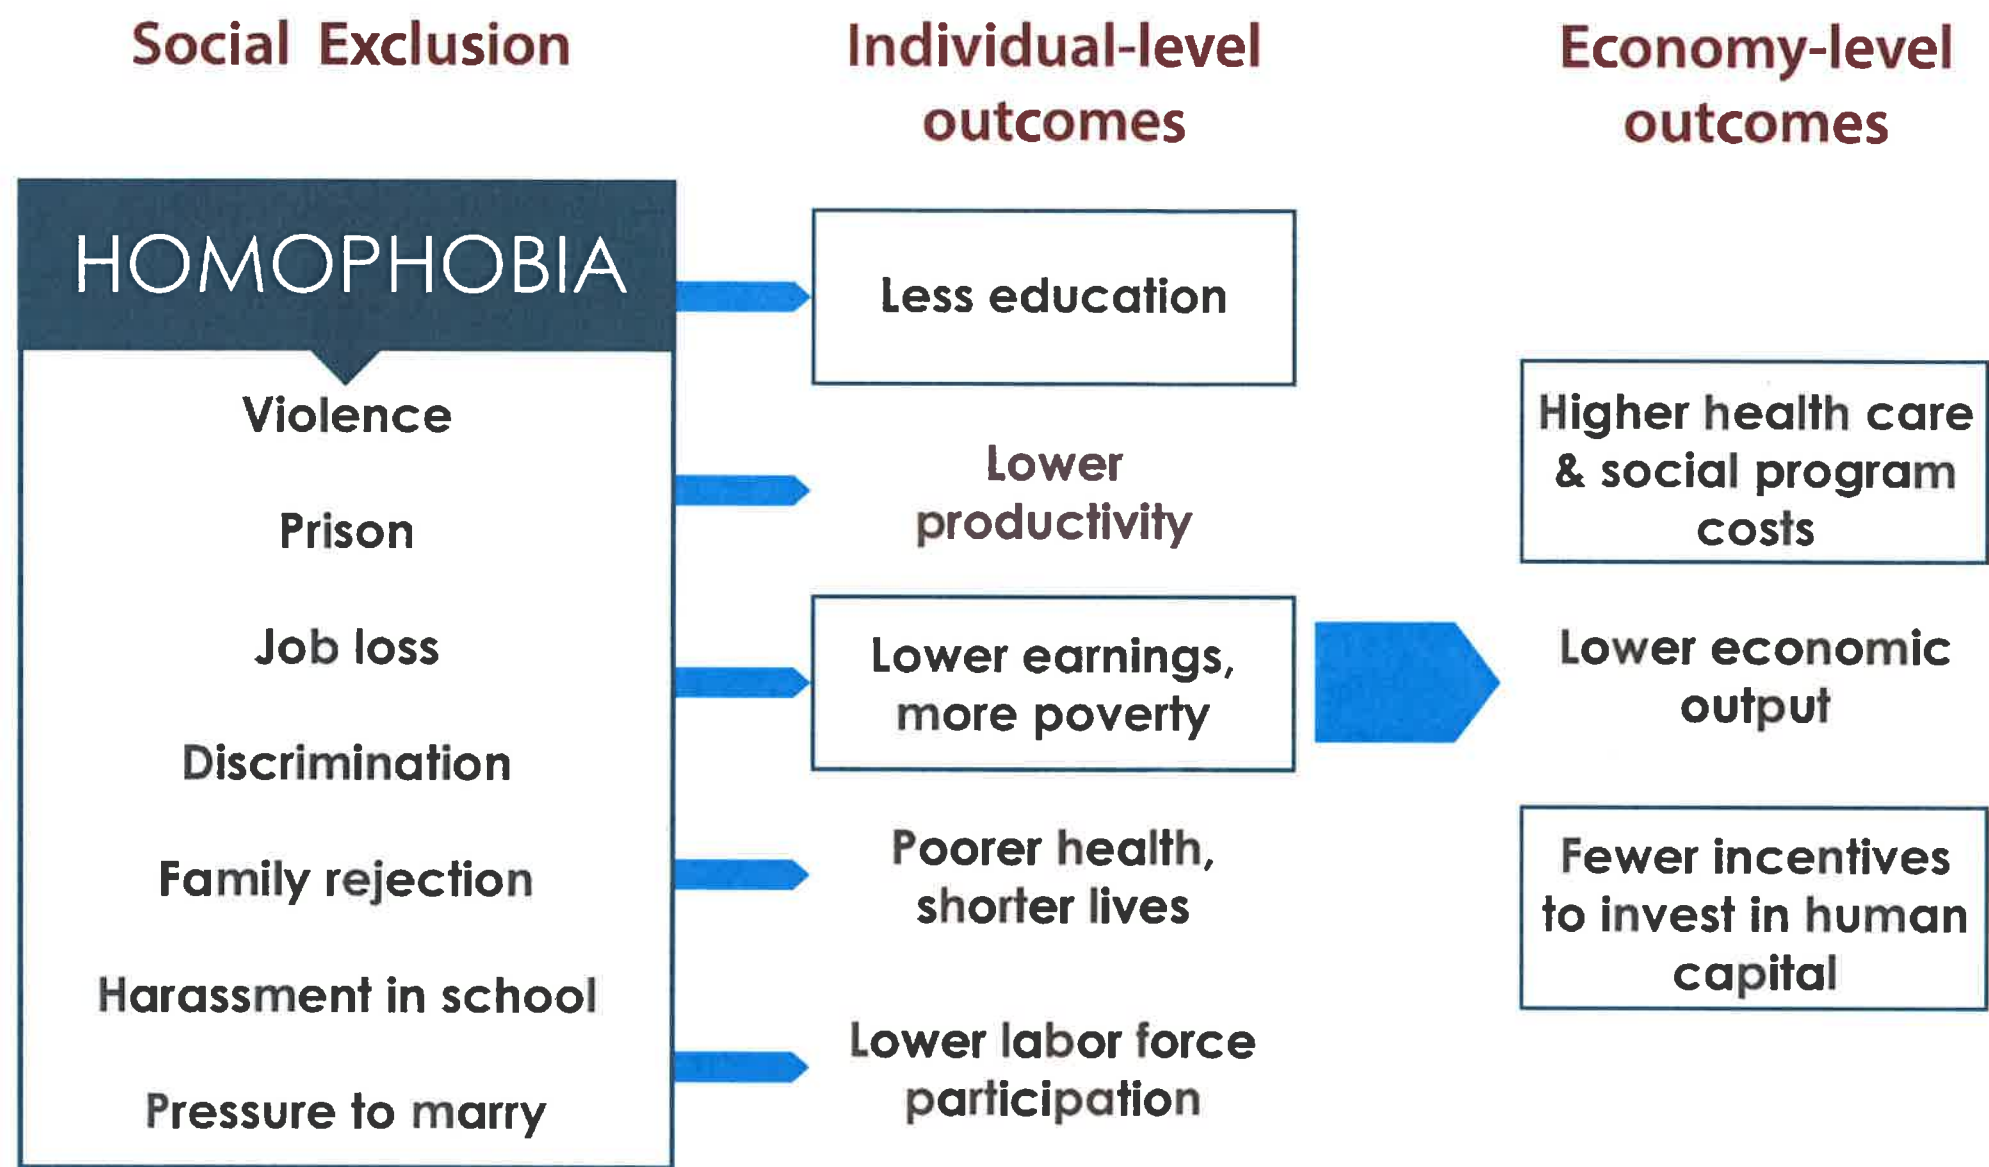 Social Exclusion
HOMOPHOBIA
Violence
Prison
Job loss
Discrimination
Family rejection
Harassment in school
Pressure to marry
Individual-level
outcomes
Less education
Lower
productivity
Lower earnings,
more poverty
Poorer health,
shorter lives
Lower labor force
participation
Economy-level
outcomes
Higher health care
& social program
costs
Lower economic
output
Fewer incentives
to invest in human
capital